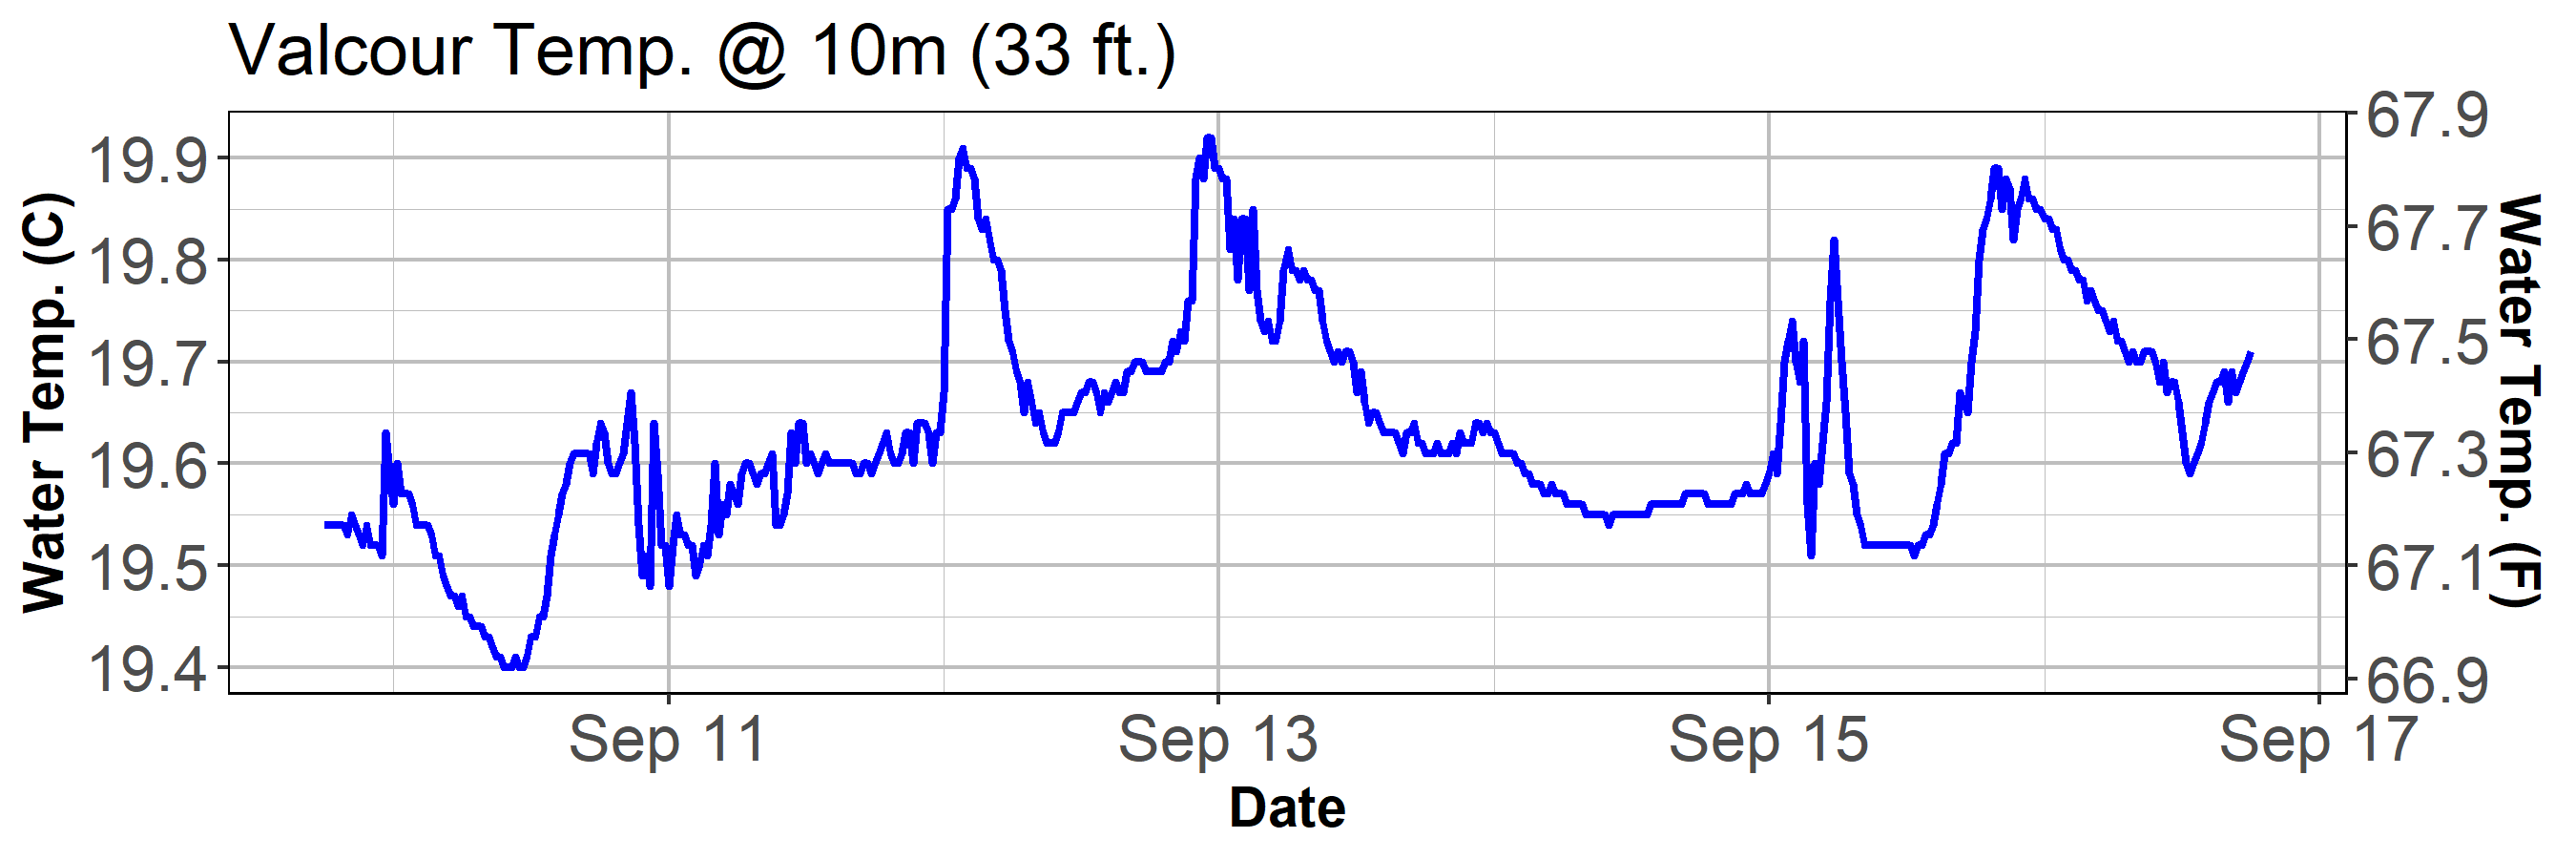 Valcour Temp. @ 10m (33 ft.)
Water Temp. (C)
19.9
19.8
19.7
19.6
19.5
19.4
67.9
67.7
67.5
67.3
67.1
66.9
Water Temp. (F)
Sep 11 Sep 13 Sep 15 Sep 17
Date